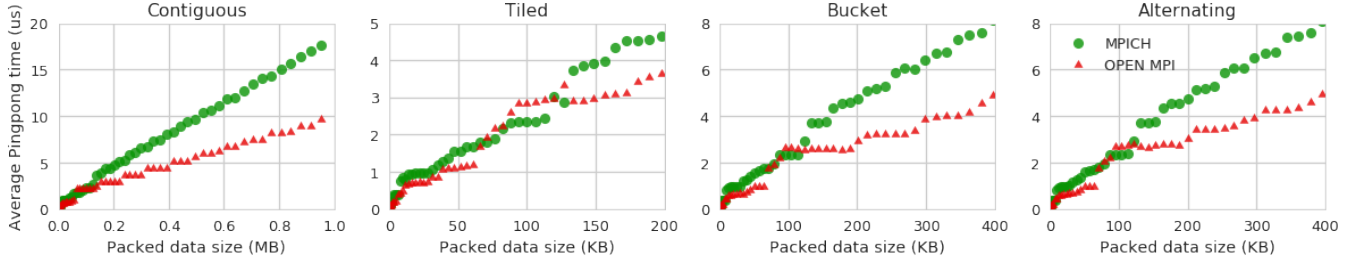 Contiguous
Tiled
Bucket
Alternating
Average Pingpong time (us)
20
15
10
5
0
0.0 0.2 0.4 0.6 0.8 1.0
Packed data size (MB)
5
4
3
2
1
0
0 50 100 150 200
Packed data size (KB)
8
6
4
2
0
0 100 200 300 400
Packed data size (KB)
8
6
4
2
0
MPICH
OPEN MPI
0 100 200 300 400
Packed data size (KB)